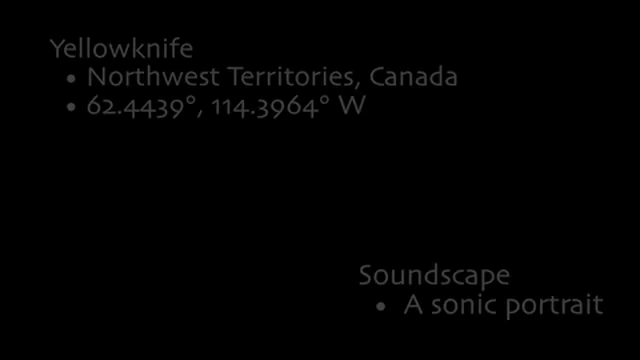 Yellowknife
• Northwest Territories, Canada
• 62.4439°, 114.3964° W
Soundscape
• A sonic portrait